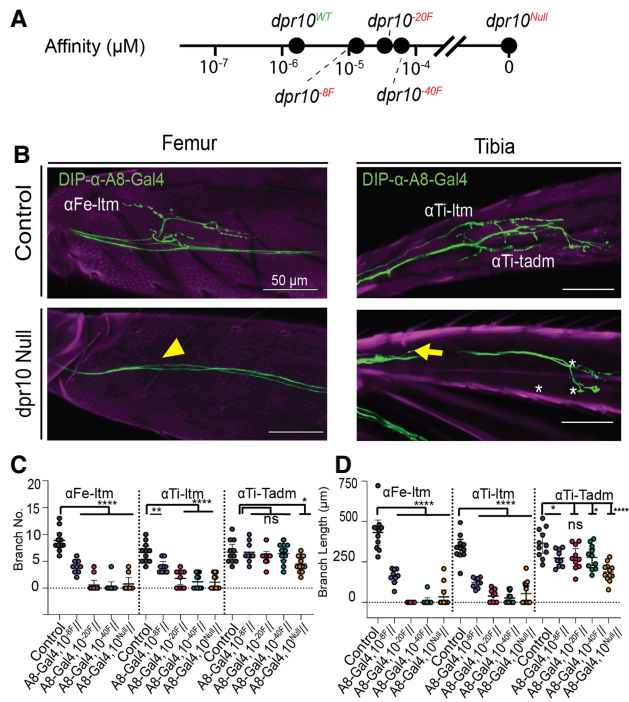 A
dpr10WT
dpr10-20F
dpr10Null
Affinity (μM)
10-7
10-6
10-5
10-4
0
dpr10-8F
dpr10-40F
Femur
Tibia
B
Control
DIP-α-A8-Gal4
αFe-ltm
50 μm
DIP-α-A8-Gal4
αTi-ltm
αTi-tadm
dpr10 Null
*
*
*
C
αFe-ltm
αTi-ltm
αTi-Tadm
****
**
****
ns
*
Branch No.
20
15
10
5
0
Control
A8-Gal4, 10-8F//
A8-Gal4, 10-20F//
A8-Gal4, 10-40F//
A8-Gal4, 10Null//
Control
A8-Gal4, 10-8F//
A8-Gal4, 10-20F//
A8-Gal4, 10-40F//
A8-Gal4, 10Null//
Control
A8-Gal4, 10-8F//
A8-Gal4, 10-20F//
A8-Gal4, 10-40F//
A8-Gal4, 10Null//
D
αFe-ltm
αTi-ltm
αTi-Tadm
****
****
*
ns
*
****
Branch Length (μm)
750
500
250
0
Control
A8-Gal4, 10-8F//
A8-Gal4, 10-20F//
A8-Gal4, 10-40F//
A8-Gal4, 10Null//
Control
A8-Gal4, 10-8F//
A8-Gal4, 10-20F//
A8-Gal4, 10-40F//
A8-Gal4, 10Null//
Control
A8-Gal4, 10-8F//
A8-Gal4, 10-20F//
A8-Gal4, 10-40F//
A8-Gal4, 10Null//